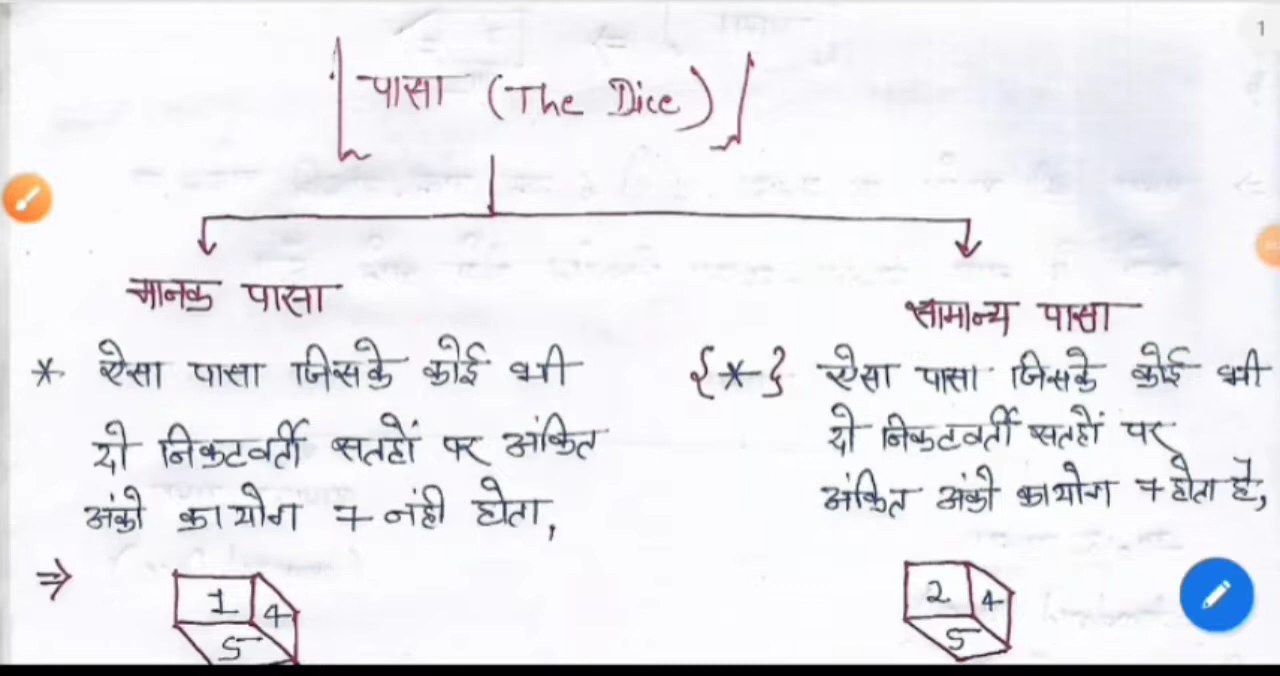 1
पासा (The Dice)
मानक पासा
सामान्य पासा
* ऐसा पासा जिसके कोई भी
दो निकटवर्ती सतहों पर अंकित
अंको का योग 7 नंही होता,
{*} ऐसा पासा जिसके कोई भी
दो निकटवर्ती सतहों पर
अंकित अंको का योग 7 होता है,
⇒
1 4
5
2 4
5